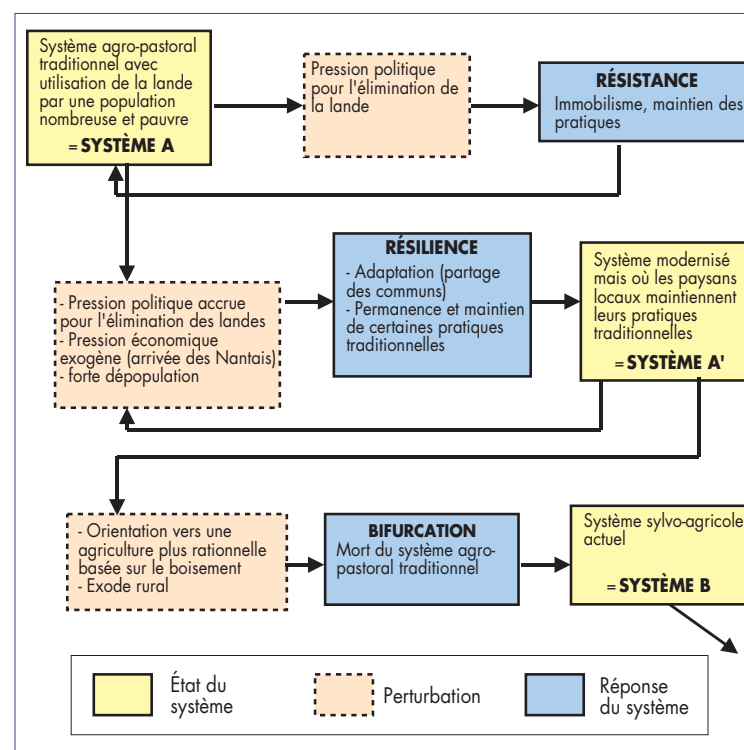 Système agro-pastoral
traditionnel avec
utilisation de la lande
par une population
nombreuse et pauvre
= SYSTÈME A
Pression politique
pour l'élimination de
la lande
RÉSISTANCE
Immobilisme, maintien des
pratiques
- Pression politique accrue
pour l'élimination des landes
- Pression économique
exogène (arrivée des Nantais)
- forte dépopulation
RÉSILIENCE
- Adaptation (partage
des communs)
- Permanence et maintien
de certaines pratiques
traditionnelles
Système modernisé
mais où les paysans
locaux maintiennent
leurs pratiques
traditionnelles
= SYSTÈME A'
- Orientation vers une
agriculture plus rationnelle
basée sur le boisement
- Exode rural
BIFURCATION
Mort du système agro-
pastoral traditionnel
Système sylvo-agricole
actuel
= SYSTÈME B
État du
système
Perturbation
Réponse
du système